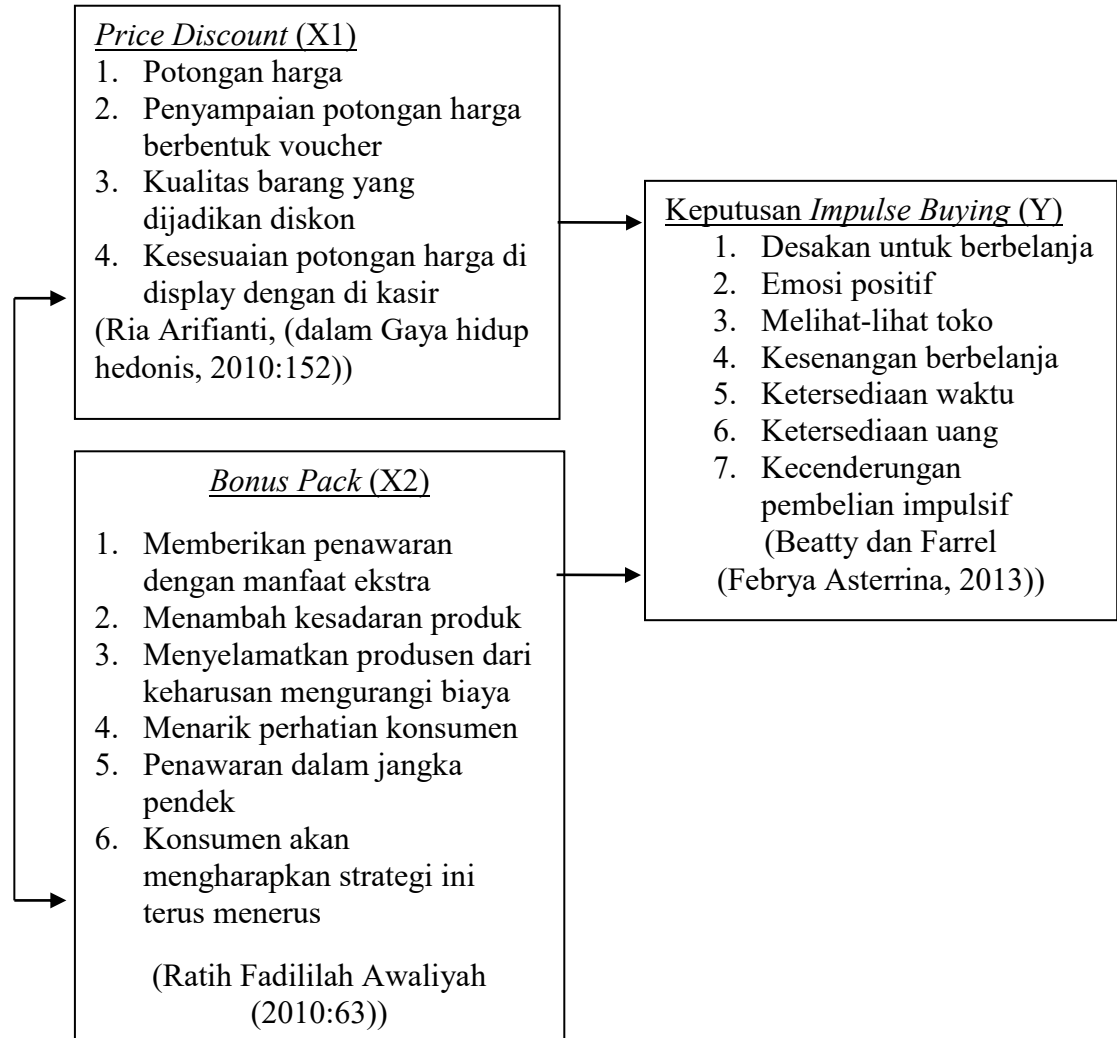 Price Discount (X1)
1. Potongan harga
2. Penyampaian potongan harga
berbentuk voucher
3. Kualitas barang yang
dijadikan diskon
4. Kesesuaian potongan harga di
display dengan di kasir
(Ria Arifianti, (dalam Gaya hidup
hedonis, 2010:152))
Bonus Pack (X2)
1. Memberikan penawaran
dengan manfaat ekstra
2. Menambah kesadaran produk
3. Menyelamatkan produsen dari
keharusan mengurangi biaya
4. Menarik perhatian konsumen
5. Penawaran dalam jangka
pendek
6. Konsumen akan
mengharapkan strategi ini
terus menerus
(Ratih Fadililah Awaliyah
(2010:63))
Keputusan Impulse Buying (Y)
1. Desakan untuk berbelanja
2. Emosi positif
3. Melihat-lihat toko
4. Kesenangan berbelanja
5. Ketersediaan waktu
6. Ketersediaan uang
7. Kecenderungan
pembelian impulsif
(Beatty dan Farrel
(Febrya Asterrina, 2013))